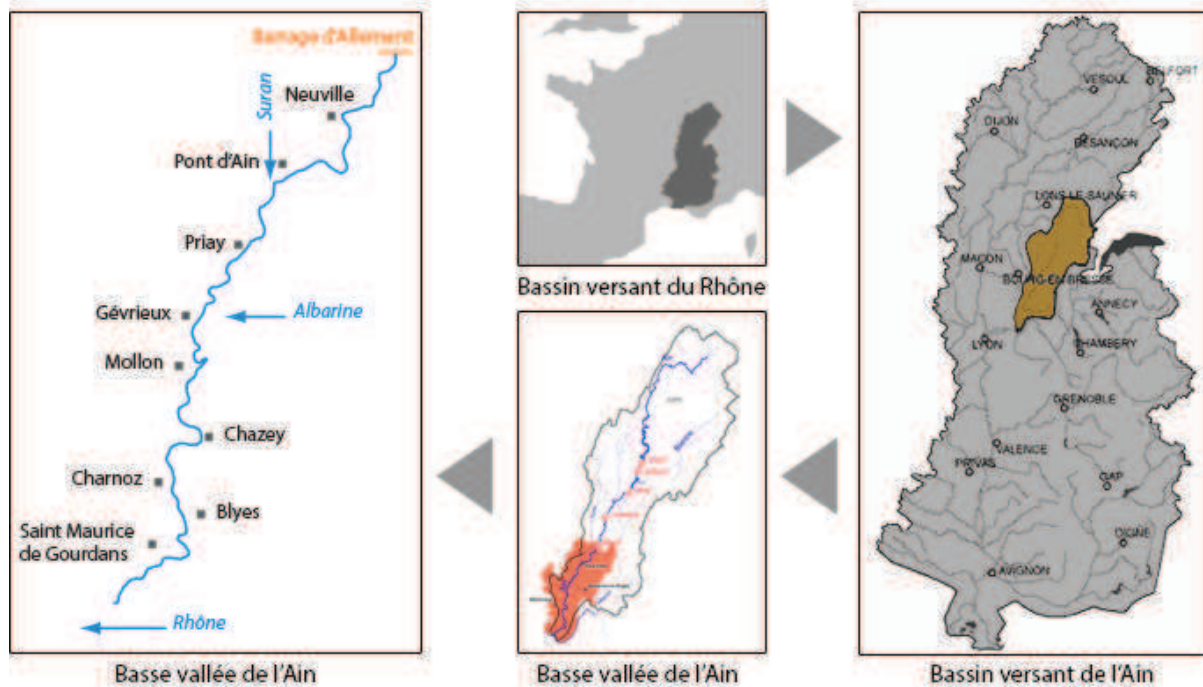 Barrage d'Allement
Suran
Neuville
Pont d'Ain
Priay
Gévrieux
Albarine
Mollon
Chazey
Charnoz
Blyes
Saint Maurice
de Gourdans
Rhône
Basse vallée de l'Ain
Bassin versant du Rhône
Basse vallée de l'Ain
VESOUL
BELFORT
DIJON
BESANÇON
LONS-LE-SAUNIER
MACON
BOURG-EN-BRESSE
ANNECY
LYON
CHAMBERY
GRENOBLE
VALENCE
PRIVAS
GAP
DIGNE
AVIGNON
Bassin versant de l'Ain